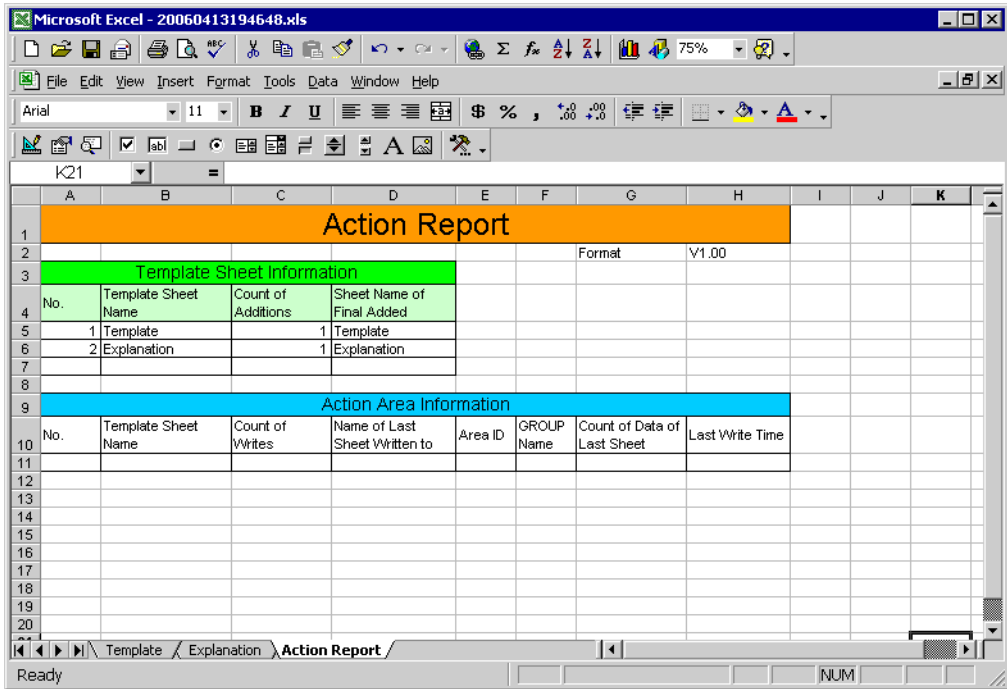 Microsoft Excel - 20060413194648.xls
ABC Σ fx A Z Z A 75%
File Edit View Insert Format Tools Data Window Help
Arial 11 B I U $ % , A
abl A
K21 =
A B C D E F G H I J K
1 Action Report
2 Format V1.00
3 Template Sheet Information
4 No. Template Sheet Name Count of Additions Sheet Name of Final Added
5 1 Template 1 Template
6 2 Explanation 1 Explanation
7
8
9 Action Area Information
10 No. Template Sheet Name Count of Writes Name of Last Sheet Written to Area ID GROUP Name Count of Data of Last Sheet Last Write Time
11
12
13
14
15
16
17
18
19
20
Template Explanation Action Report
Ready NUM